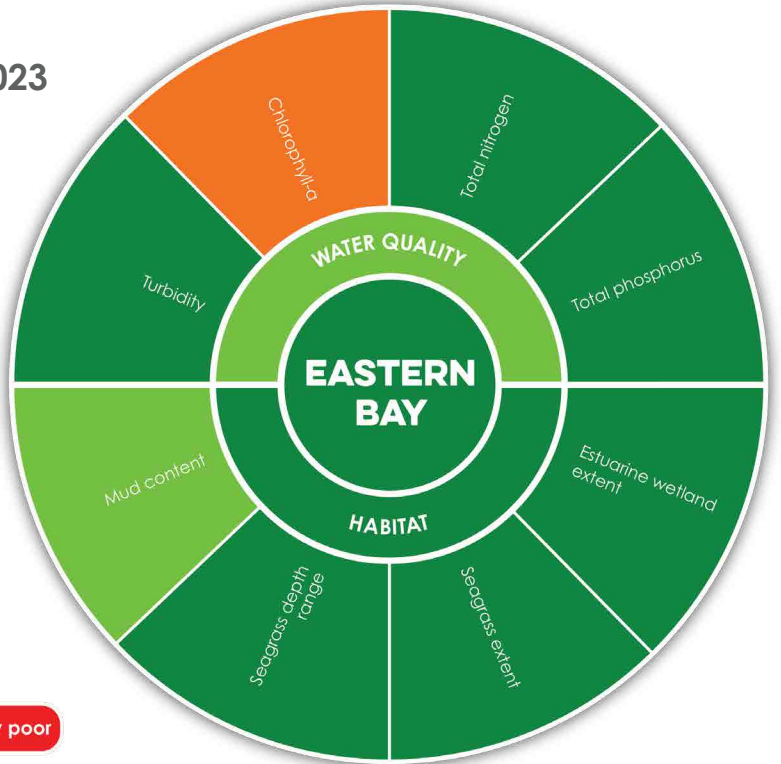 023
Chlorophyll-a
Total nitrogen
Turbidity
Total phosphorus
WATER QUALITY
EASTERN
BAY
HABITAT
Mud content
Estuarine wetland
extent
Seagrass depth
range
Seagrass extent
poor